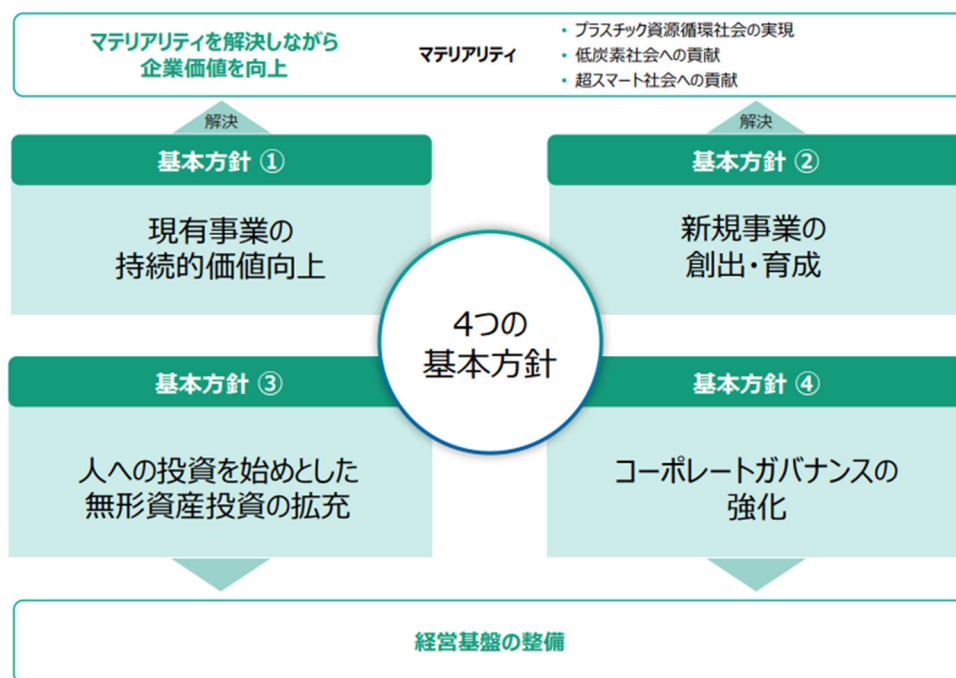 マテリアリティを解決しながら
企業価値を向上
マテリアリティ
・プラスチック資源循環社会の実現
・低炭素社会への貢献
・超スマート社会への貢献
解決
解決
基本方針 ①
基本方針 ②
現有事業の
持続的価値向上
新規事業の
創出・育成
4つの
基本方針
基本方針 ③
基本方針 ④
人への投資を始めとした
無形資産投資の拡充
コーポレートガバナンスの
強化
経営基盤の整備